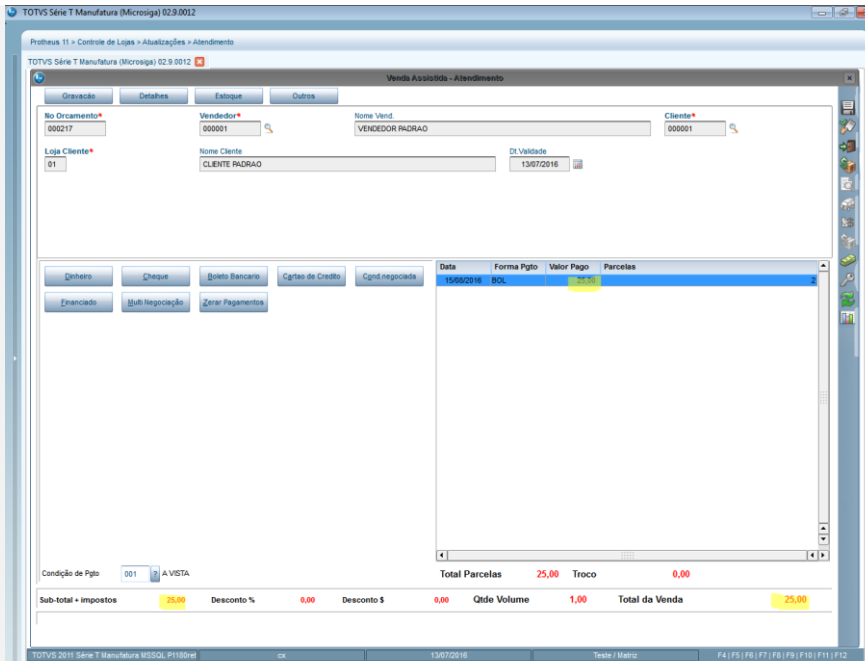 TOTVS Série T Manufatura (Microsiga) 02.9.0012
Protheus 11 > Controle de Lojas > Atualizações > Atendimento
TOTVS Série T Manufatura (Microsiga) 02.9.0012
Venda Assistida - Atendimento
Gravacão Detalhes Estoque Outros
No Orcamento* Vendedor* Nome Vend. Cliente*
000217 000001 VENDEDOR PADRAO 000001
Loja Cliente* Nome Cliente Dt.Validade
01 CLIENTE PADRAO 13/07/2016
Dinheiro Cheque Boleto Bancario Cartao de Credito Cond.negociada
Financiado Multi Negociação Zerar Pagamentos
Data Forma Pgto Valor Pago Parcelas
15/08/2016 BOL 25,00 2
Condição de Pgto 001 ? A VISTA
Total Parcelas 25,00 Troco 0,00
Sub-total + impostos 25,00 Desconto % 0,00 Desconto $ 0,00 Qtde Volume 1,00 Total da Venda 25,00
TOTVS 2011 Série T Manufatura MSSQL P1180rel cx 13/07/2016 Teste / Matriz F4 | F5 | F6 | F7 | F8 | F9 | F10 | F11 | F12